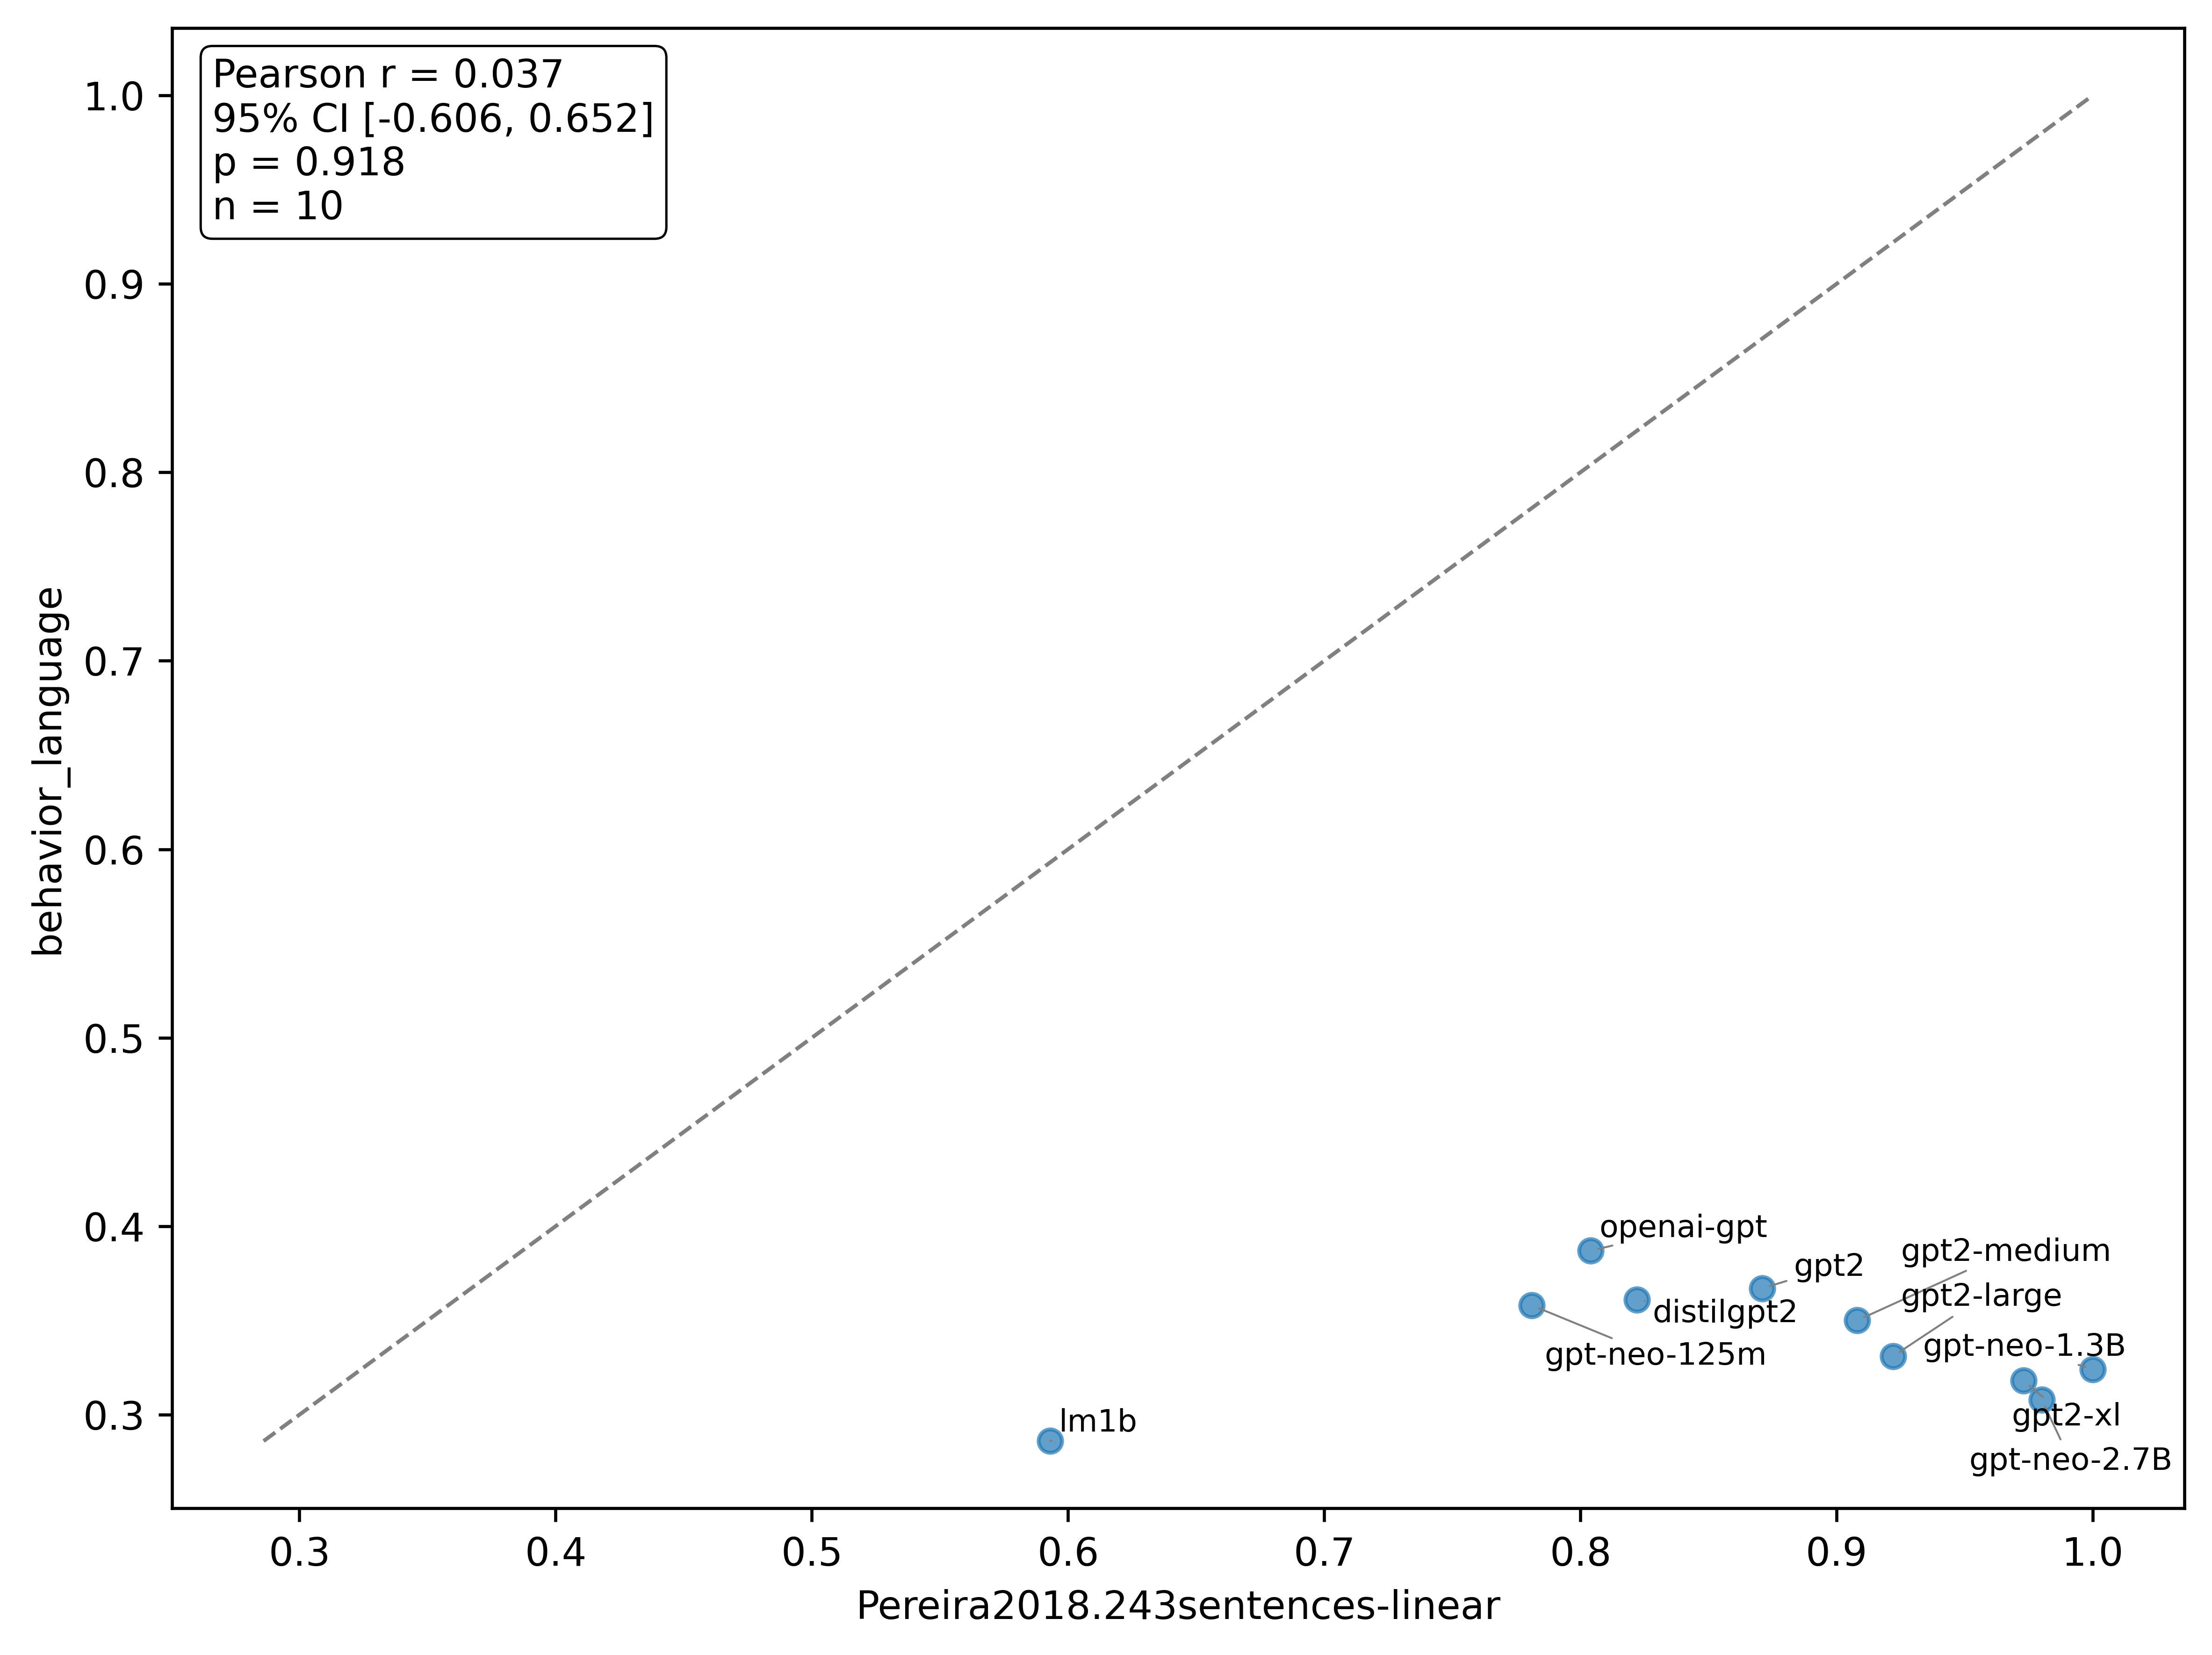 Pearson r = 0.037
95% CI [-0.606, 0.652]
p = 0.918
n = 10
1.0
0.9
0.8
0.7
0.6
0.5
0.4
0.3
behavior_language
openai-gpt
gpt2-medium
gpt2
gpt2-large
distilgpt2
gpt-neo-1.3B
gpt-neo-125m
lm1b
gpt2-xl
gpt-neo-2.7B
0.3 0.4 0.5 0.6 0.7 0.8 0.9 1.0
Pereira2018.243sentences-linear